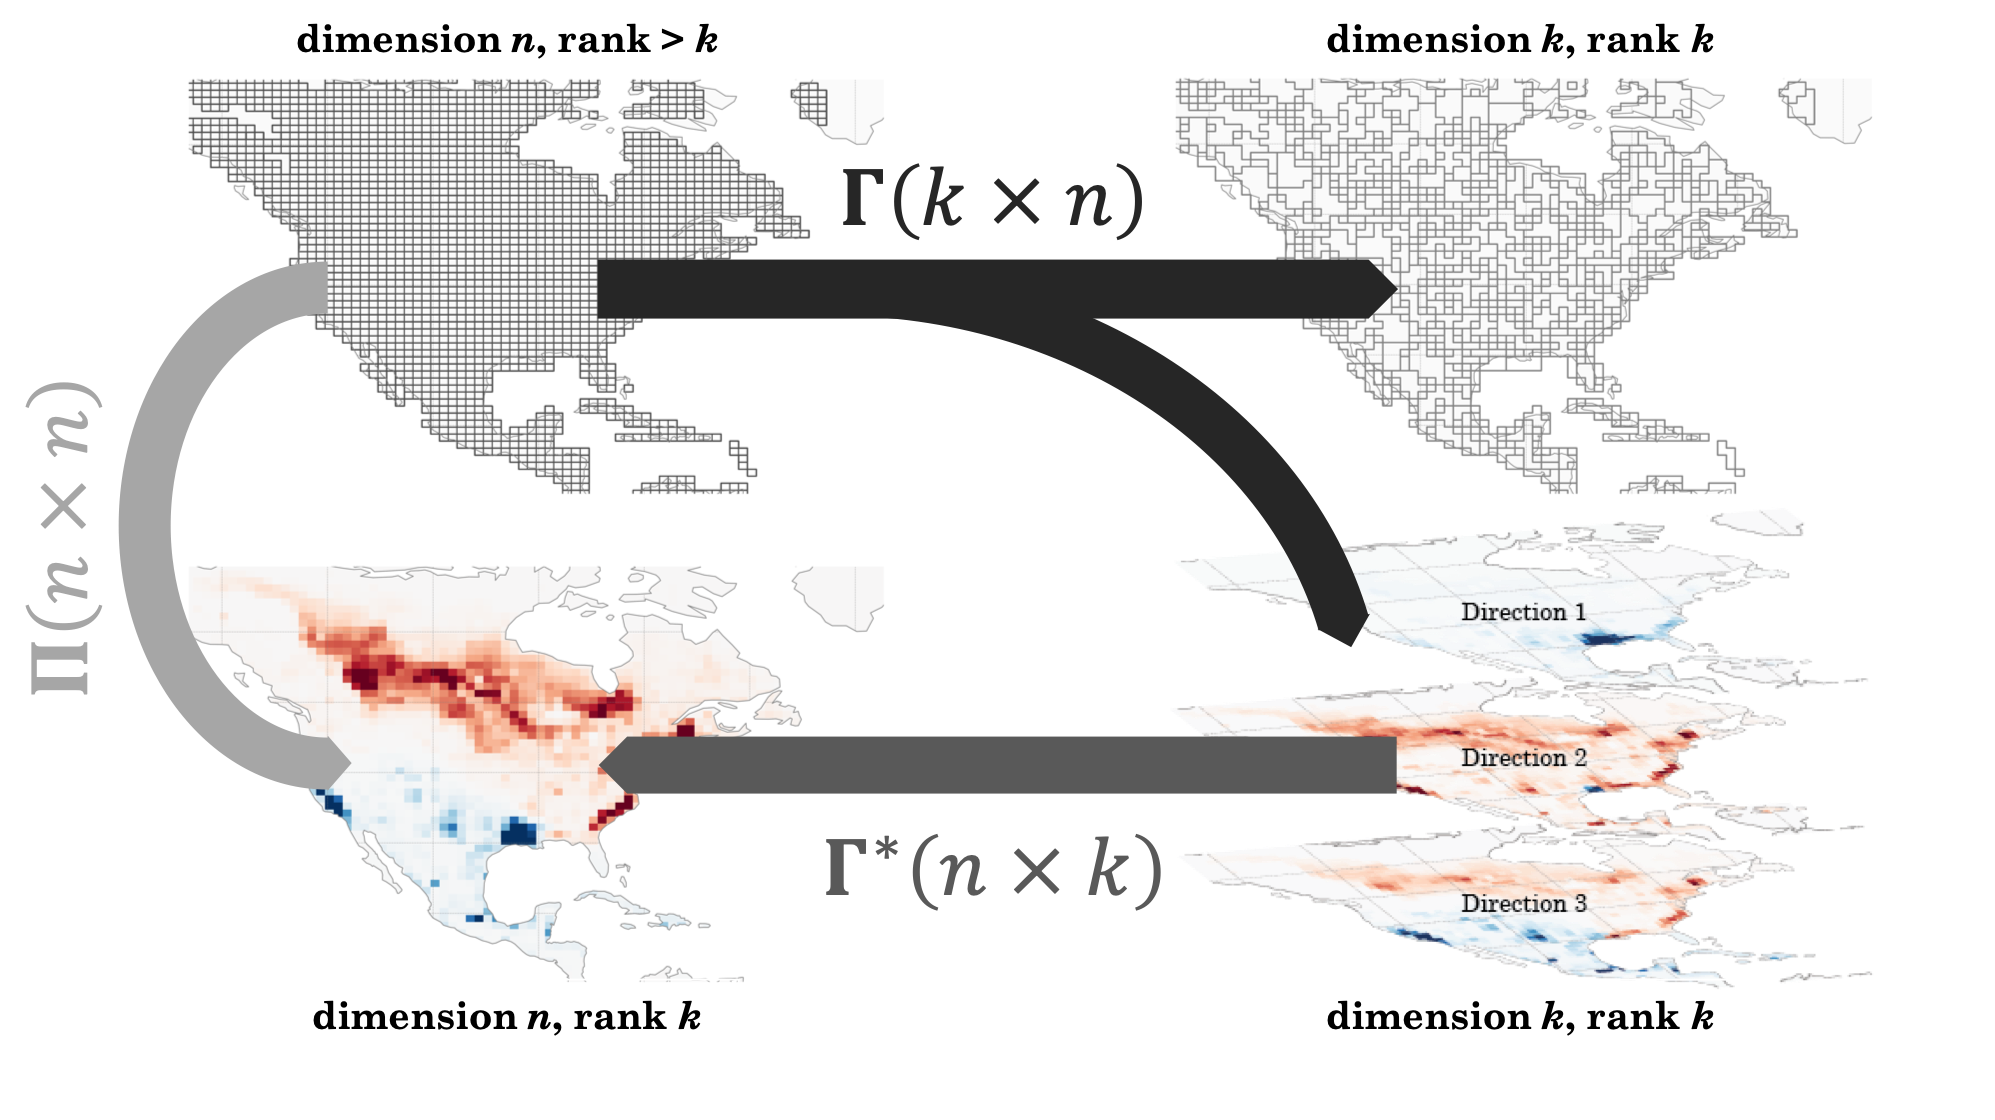 dimension n, rank > k
dimension k, rank k
Γ(k × n)
Π(n × n)
Direction 1
Direction 2
Γ*(n × k)
Direction 3
dimension n, rank k
dimension k, rank k